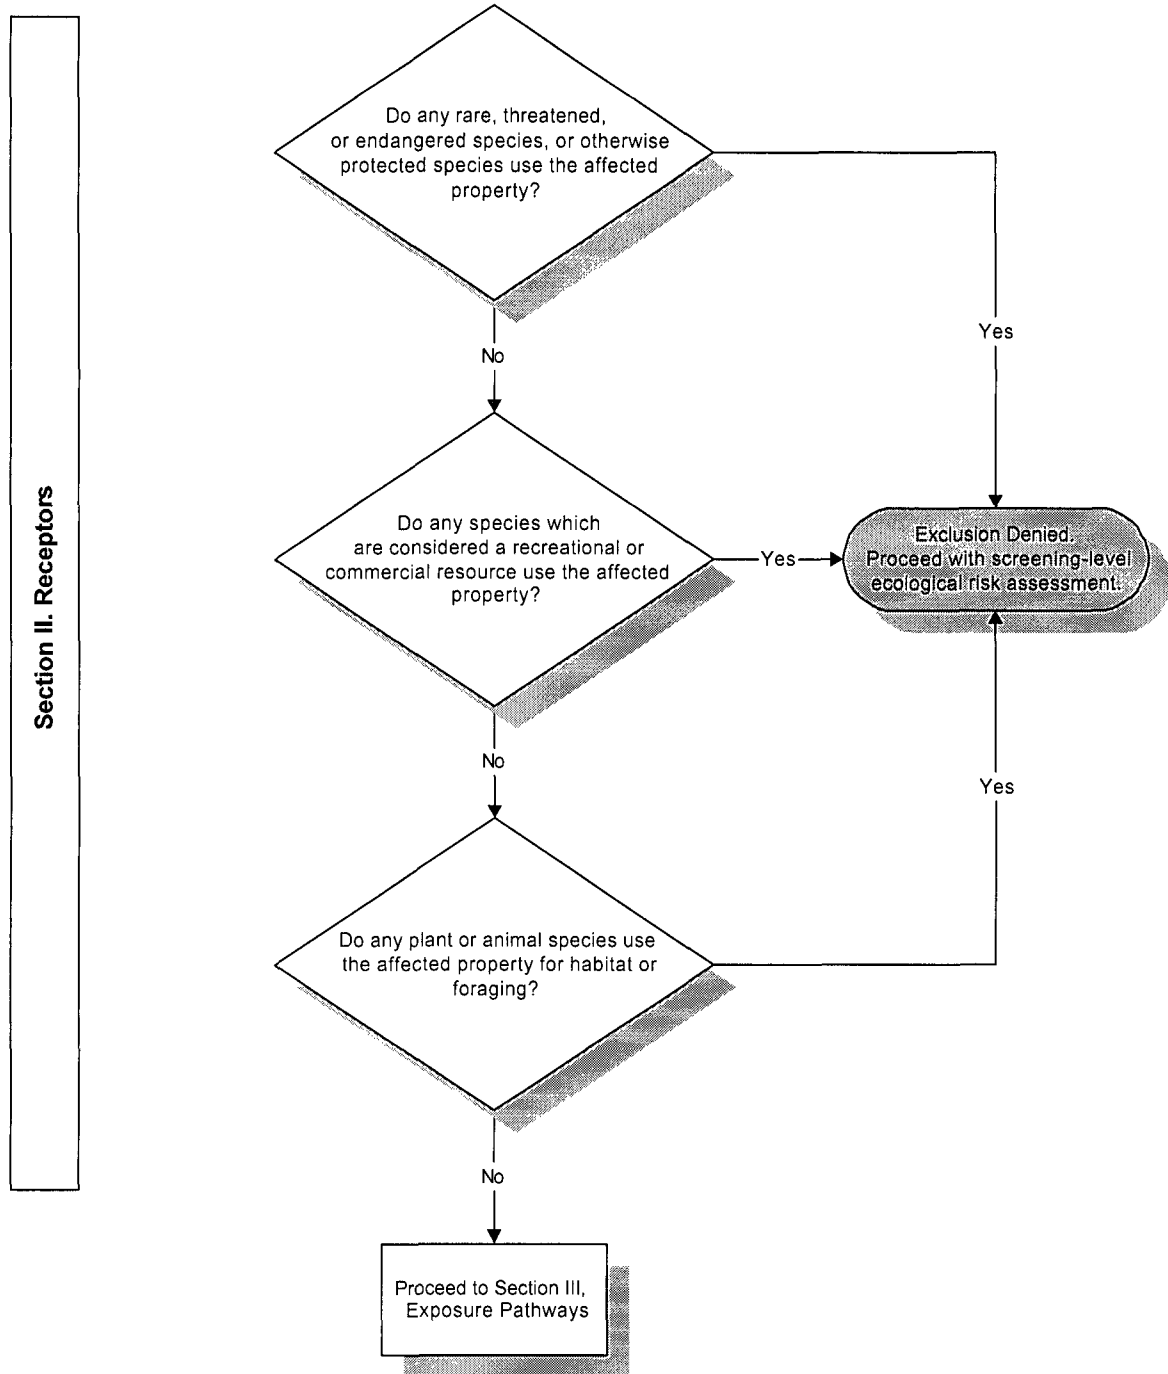 Section II. Receptors
Do any rare, threatened,
or endangered species, or otherwise
protected species use the affected
property?
Yes
No
Do any species which
are considered a recreational or
commercial resource use the affected
property?
Yes
Exclusion Denied.
Proceed with screening-level
ecological risk assessment.
No
Yes
Do any plant or animal species use
the affected property for habitat or
foraging?
No
Proceed to Section III,
Exposure Pathways